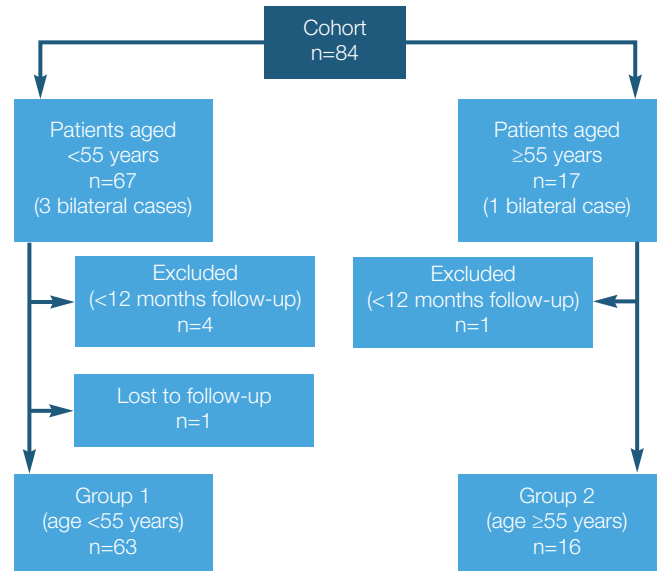 Cohort
n=84
Patients aged
<55 years
n=67
(3 bilateral cases)
Patients aged
≥55 years
n=17
(1 bilateral case)
Excluded
(<12 months follow-up)
n=4
Excluded
(<12 months follow-up)
n=1
Lost to follow-up
n=1
Group 1
(age <55 years)
n=63
Group 2
(age ≥55 years)
n=16